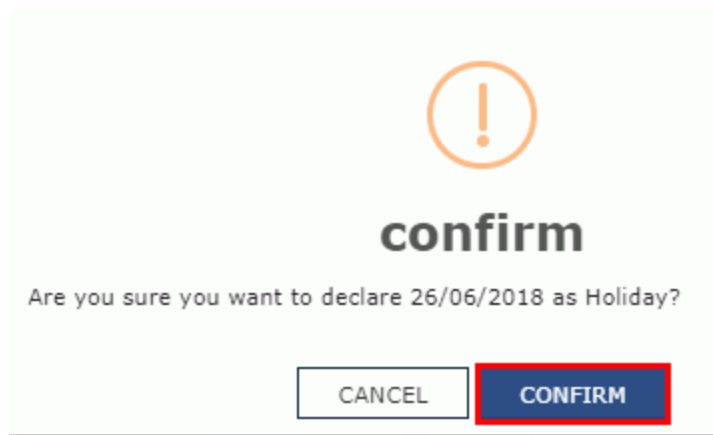 confirm
Are you sure you want to declare 26/06/2018 as Holiday?
CANCEL
CONFIRM